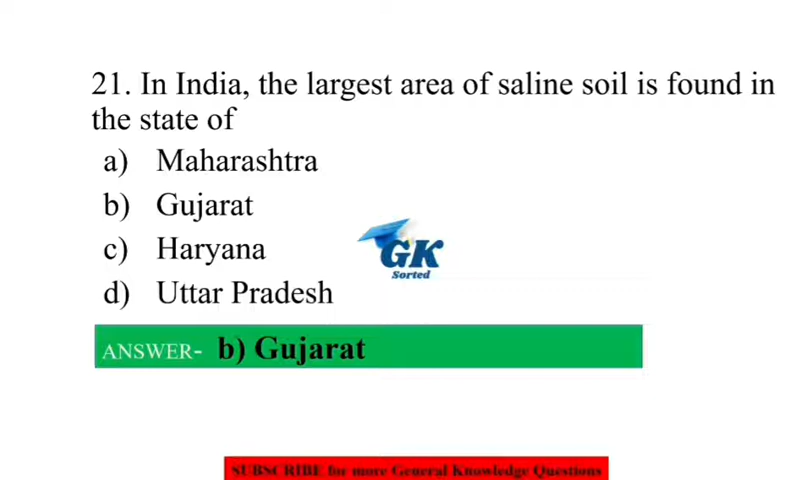 21. In India, the largest area of saline soil is found in
the state of
a) Maharashtra
b) Gujarat
c) Haryana
d) Uttar Pradesh
GK
Sorted
ANSWER- b) Gujarat
SUBSCRIBE for more General Knowledge Questions